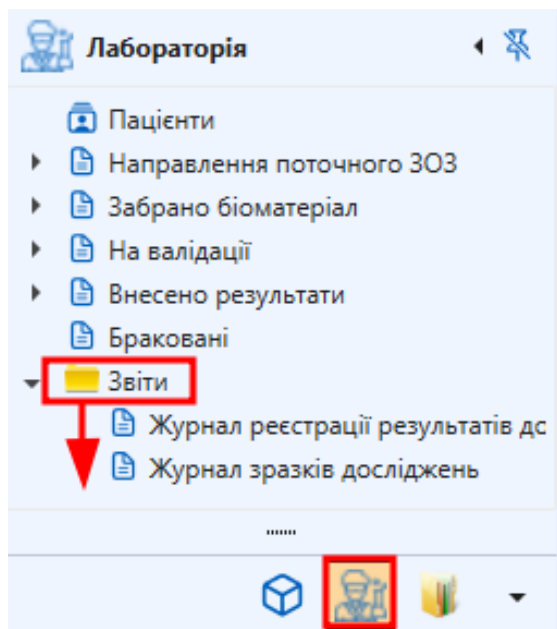 Лабораторія
Пацієнти
Направлення поточного ЗОЗ
Забрано біоматеріал
На валідації
Внесено результати
Браковані
Звіти
Журнал реєстрації результатів до
Журнал зразків досліджень